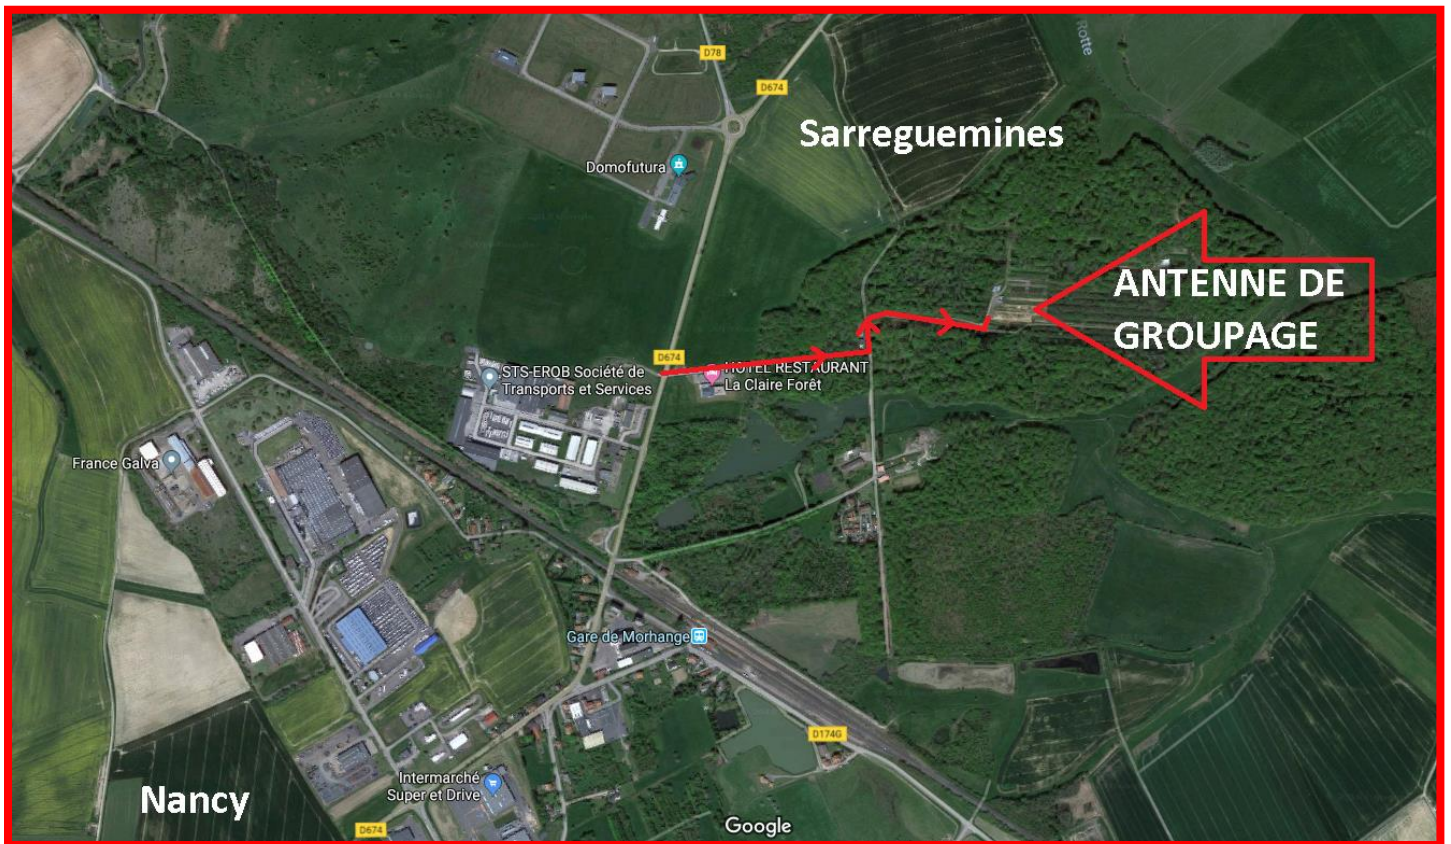 Rotte
D78
D674
Sarreguemines
Domofutura
ANTENNE DE
GROUPAGE
D674
HOTEL RESTAURANT
La Claire Forêt
STS-EROB Société de
Transports et Services
France Galva
Gare de Morhange
D174G
Intermarché
Super et Drive
Nancy
Google
D674